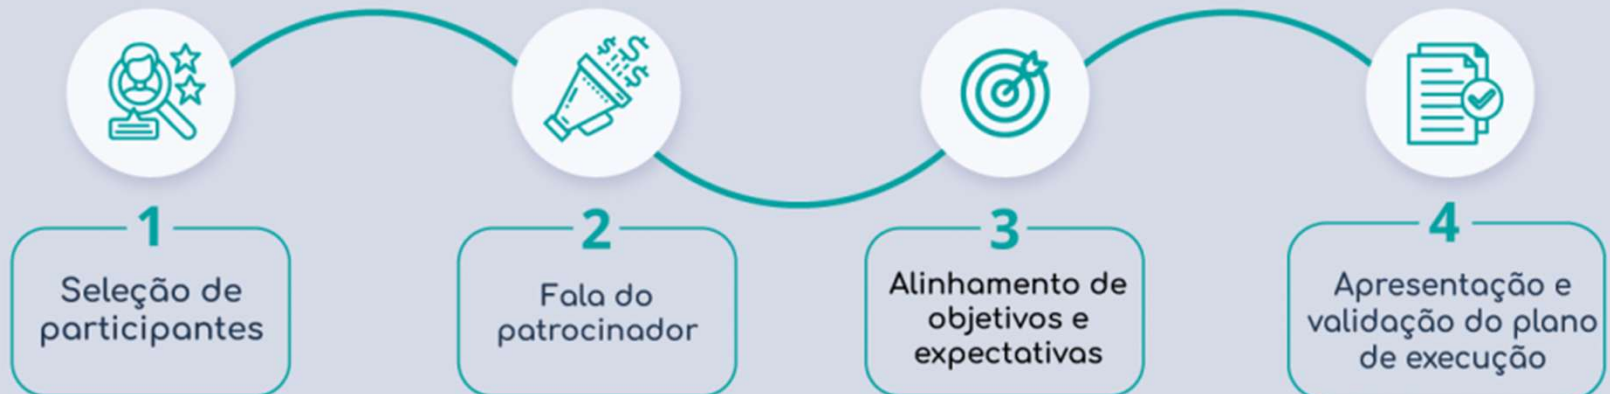 1
Seleção de
participantes
2
Fala do
patrocinador
3
Alinhamento de
objetivos e
expectativas
4
Apresentação e
validação do plano
de execução